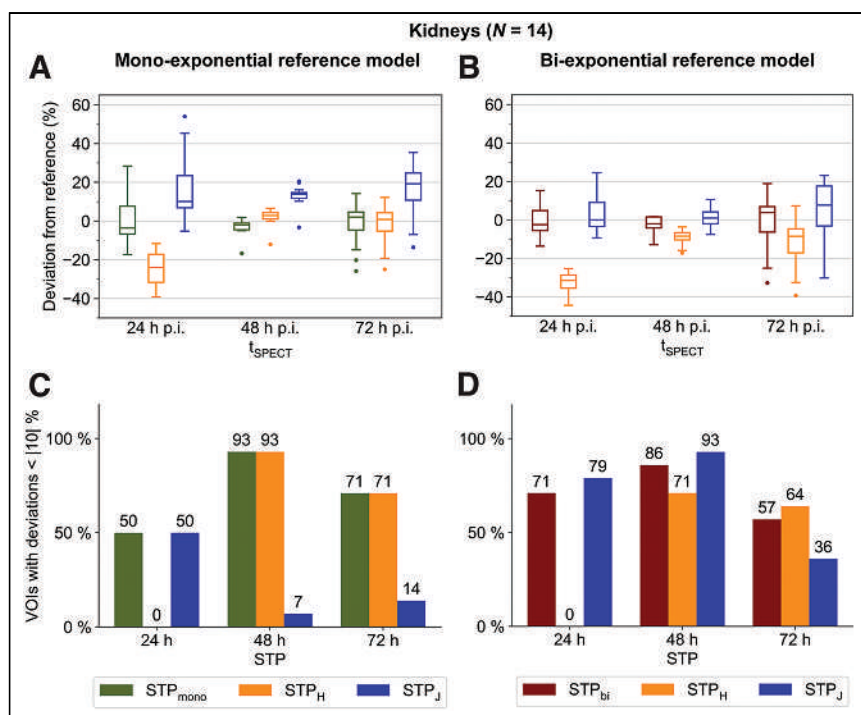 Kidneys (N = 14)
A
Mono-exponential reference model
B
Bi-exponential reference model
Deviation from reference (%)
60
40
20
0
−20
−40
24 h p.i.
48 h p.i.
72 h p.i.
tSPECT
60
40
20
0
−20
−40
24 h p.i.
48 h p.i.
72 h p.i.
tSPECT
C
VOIs with deviations < |10| %
100 %
50 %
0 %
50
0
50
93
93
7
71
71
14
24 h
48 h
72 h
STP
STPmono
STPH
STPJ
D
100 %
50 %
0 %
71
0
79
86
71
93
57
64
36
24 h
48 h
72 h
STP
STPbi
STPH
STPJ